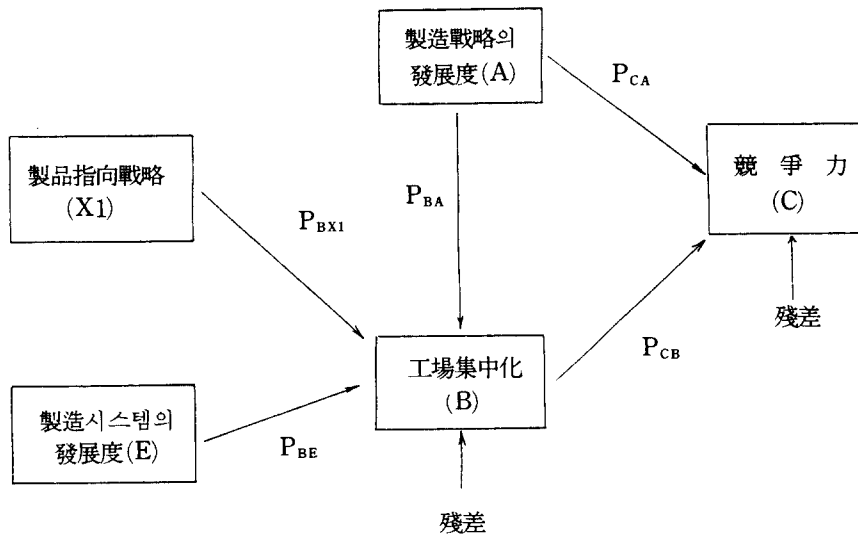 製造戰略의
發展度(A)
P_CA
製品指向戰略
(X1)
競 爭 力
(C)
P_BA
P_BX1
殘差
P_CB
工場集中化
(B)
製造시스템의
發展度(E)
P_BE
殘差